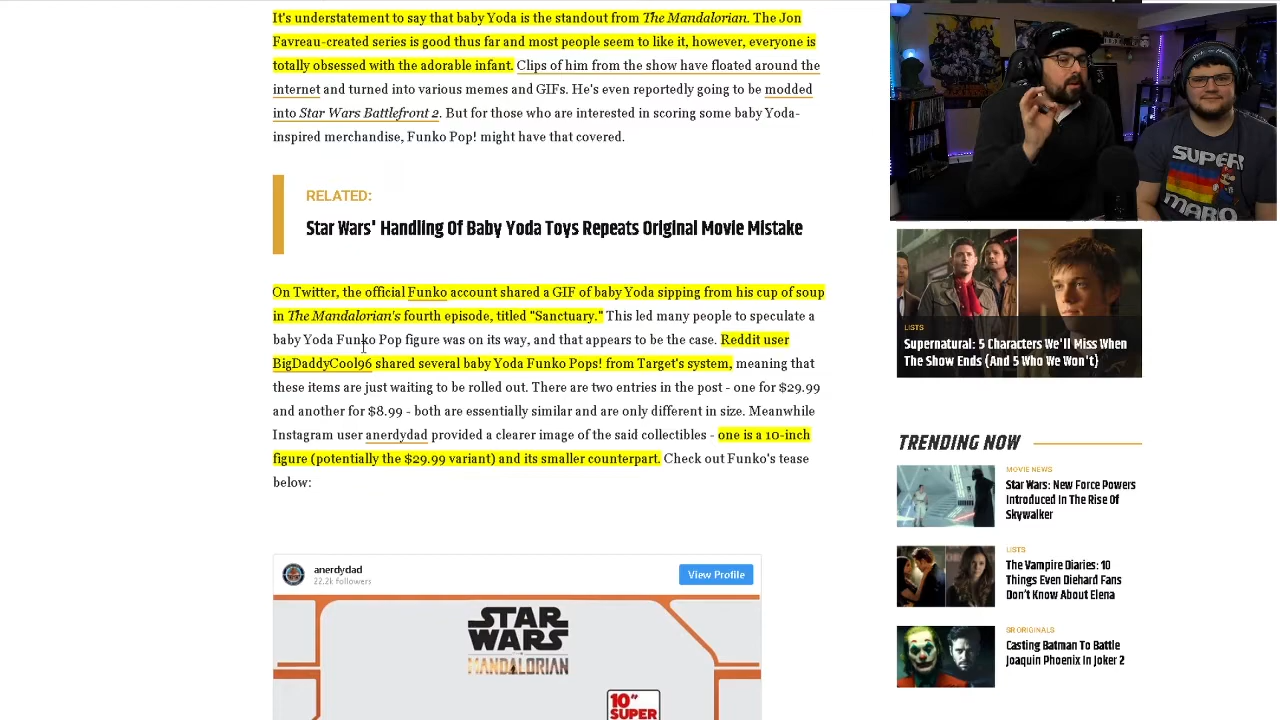 It's understatement to say that baby Yoda is the standout from The Mandalorian. The Jon
Favreau-created series is good thus far and most people seem to like it, however, everyone is
totally obsessed with the adorable infant. Clips of him from the show have floated around the
internet and turned into various memes and GIFs. He's even reportedly going to be modded
into Star Wars Battlefront 2. But for those who are interested in scoring some baby Yoda-
inspired merchandise, Funko Pop! might have that covered.
RELATED:
Star Wars' Handling Of Baby Yoda Toys Repeats Original Movie Mistake
On Twitter, the official Funko account shared a GIF of baby Yoda sipping from his cup of soup
in The Mandalorian's fourth episode, titled "Sanctuary." This led many people to speculate a
baby Yoda Funko Pop figure was on its way, and that appears to be the case. Reddit user
BigDaddyCool96 shared several baby Yoda Funko Pops! from Target's system, meaning that
these items are just waiting to be rolled out. There are two entries in the post - one for $29.99
and another for $8.99 - both are essentially similar and are only different in size. Meanwhile
Instagram user anerdydad provided a clearer image of the said collectibles - one is a 10-inch
figure (potentially the $29.99 variant) and its smaller counterpart. Check out Funko's tease
below:
anerdydad
22.2k followers
View Profile
STAR
WARS
MANDALORIAN
10"
SUPER
SUPER
MARIO
LISTS
Supernatural: 5 Characters We'll Miss When
The Show Ends (And 5 Who We Won't)
TRENDING NOW
MOVIE NEWS
Star Wars: New Force Powers
Introduced In The Rise Of
Skywalker
LISTS
The Vampire Diaries: 10
Things Even Diehard Fans
Don't Know About Elena
SR ORIGINALS
Casting Batman To Battle
Joaquin Phoenix In Joker 2